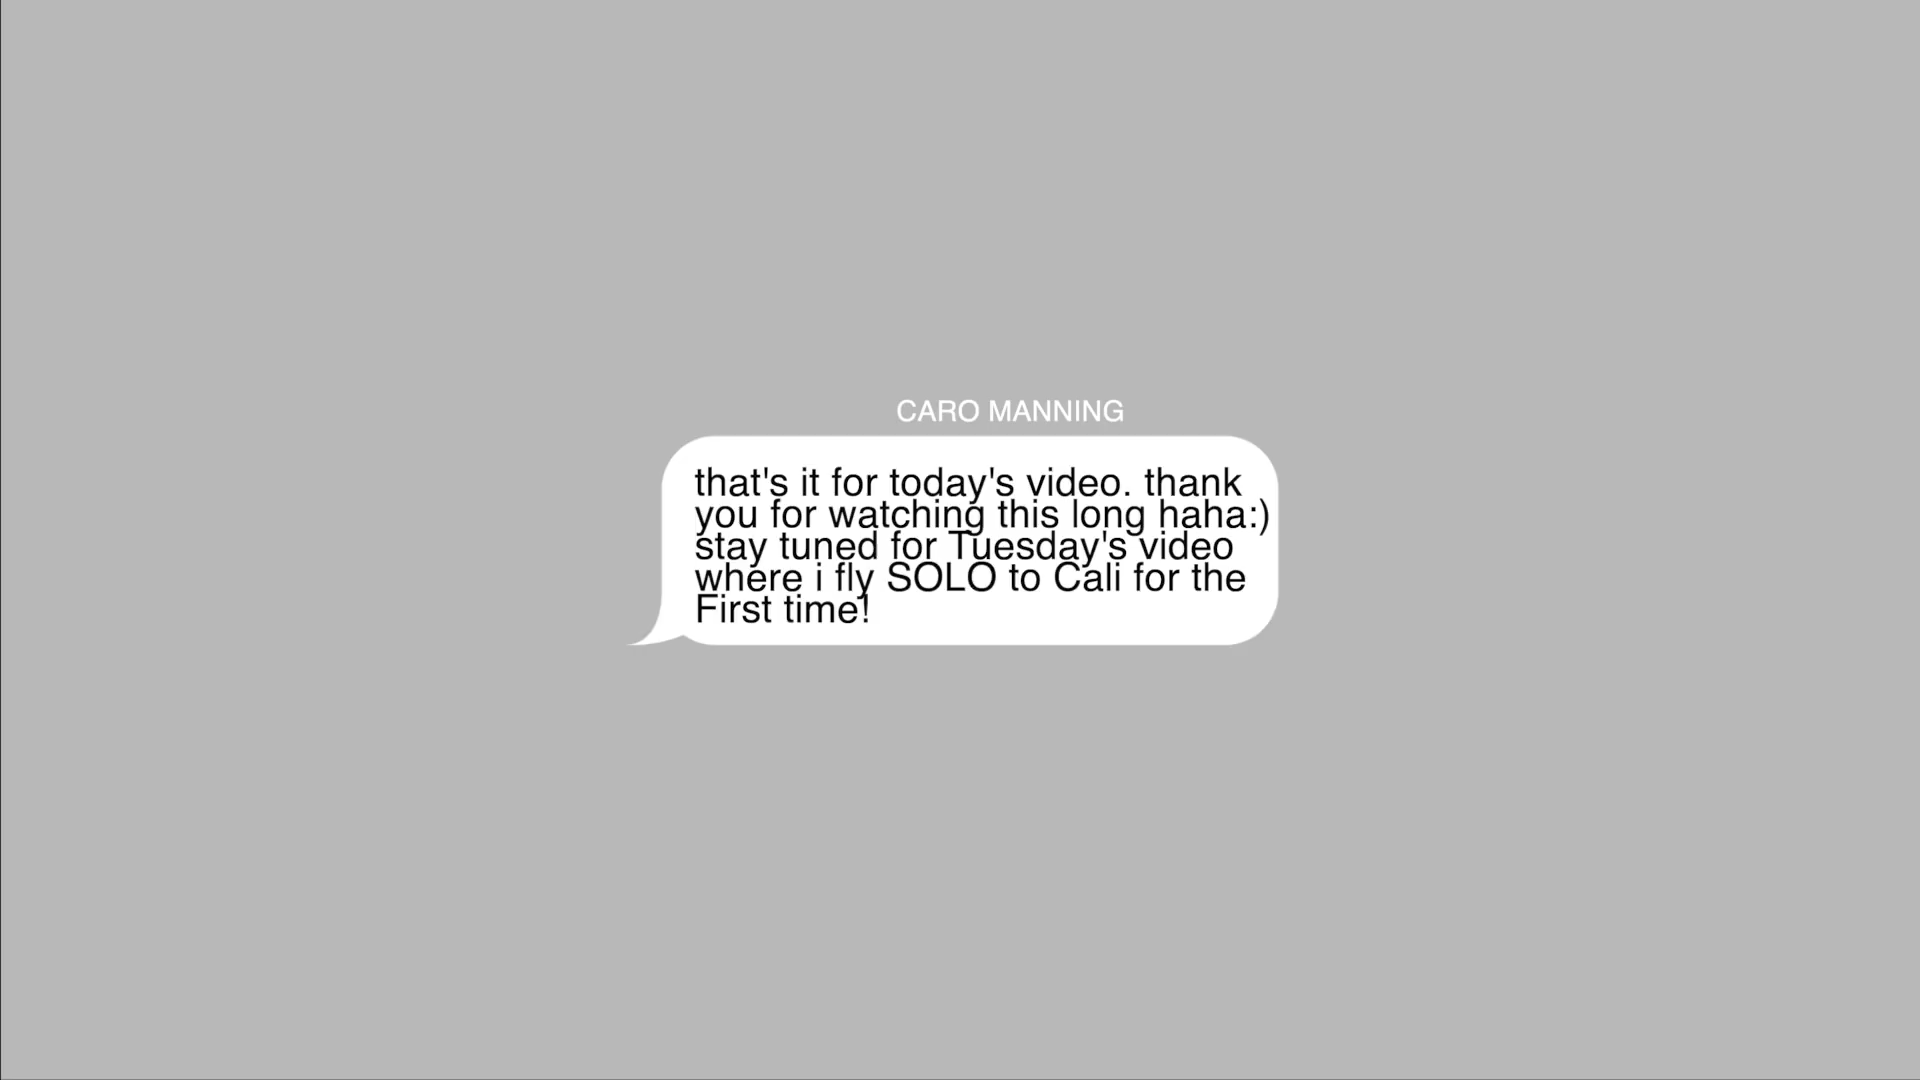 CARO MANNING
that's it for today's video. thank
you for watching this long haha:)
stay tuned for Tuesday's video
where i fly SOLO to Cali for the
First time!